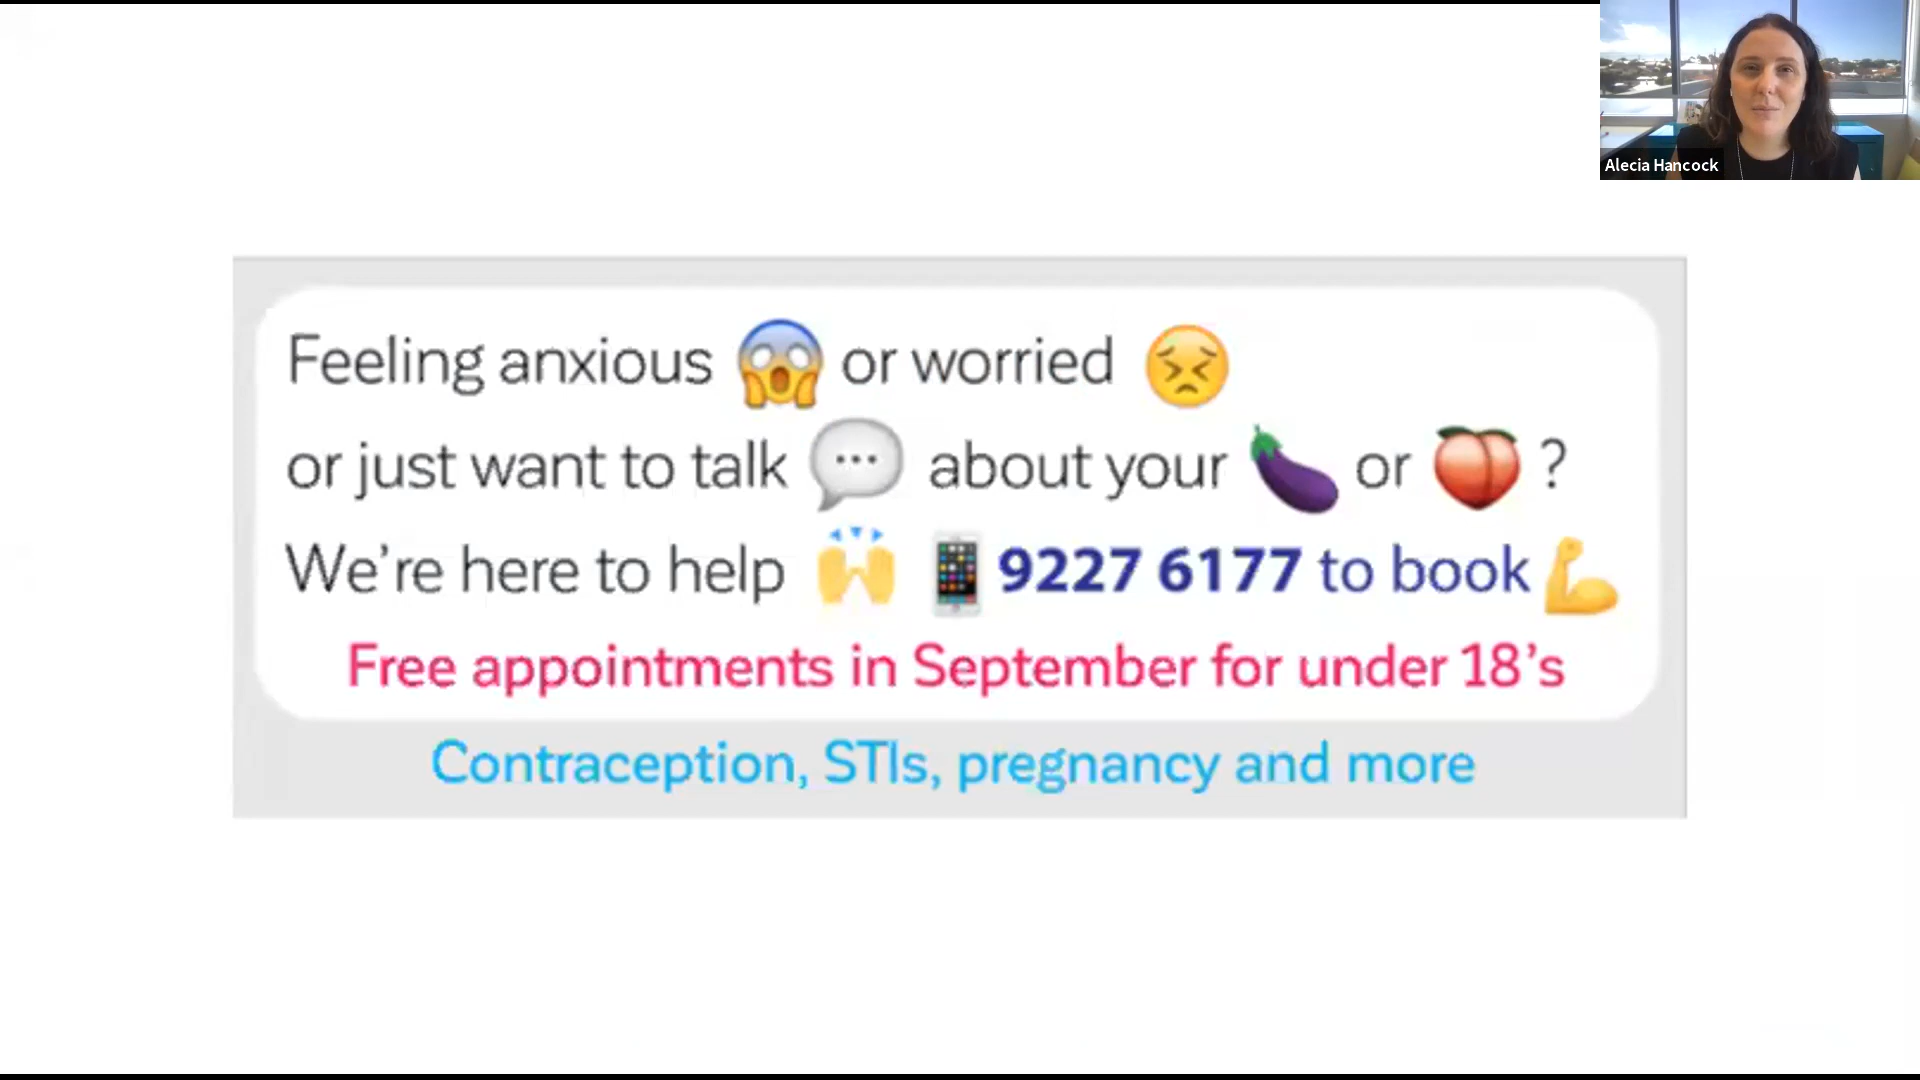 Alecia Hancock
Feeling anxious 😱 or worried 😣
or just want to talk 💬 about your 🍆 or 🍑 ?
We're here to help 🙌 📱 9227 6177 to book 💪
Free appointments in September for under 18's
Contraception, STIs, pregnancy and more